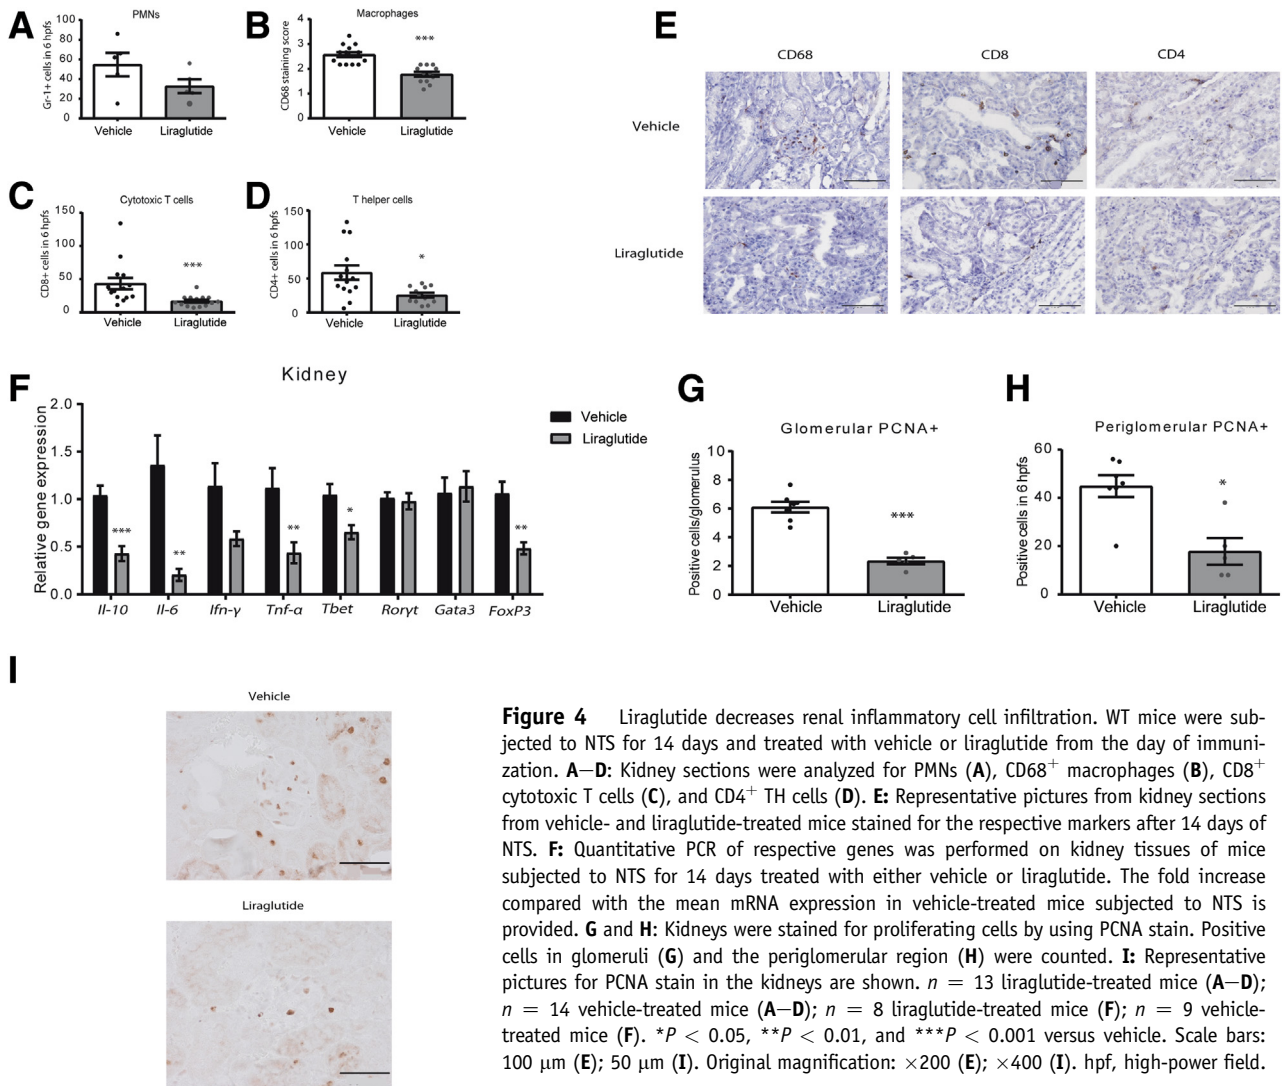 A
PMNs
Gr-1+ cells in 6 hpfs
100
80
60
40
20
0
Vehicle
Liraglutide
B
Macrophages
CD68 staining score
4
3
2
1
0
***
Vehicle
Liraglutide
C
Cytotoxic T cells
CD8+ cells in 6 hpfs
150
100
50
0
***
Vehicle
Liraglutide
D
T helper cells
CD4+ cells in 6 hpfs
150
100
50
0
*
Vehicle
Liraglutide
E
CD68
CD8
CD4
Vehicle
Liraglutide
F
Kidney
Relative gene expression
2.0
1.5
1.0
0.5
0.0
***
**
**
*
**
Il-10
Il-6
Ifn-γ
Tnf-α
Tbet
Rorγt
Gata3
FoxP3
Vehicle
Liraglutide
G
Glomerular PCNA+
Positive cells/glomerulus
10
8
6
4
2
0
***
Vehicle
Liraglutide
H
Periglomerular PCNA+
Positive cells in 6 hpfs
60
40
20
0
*
Vehicle
Liraglutide
I
Vehicle
Liraglutide
Figure 4 Liraglutide decreases renal inflammatory cell infiltration. WT mice were sub-
jected to NTS for 14 days and treated with vehicle or liraglutide from the day of immuni-
zation. A–D: Kidney sections were analyzed for PMNs (A), CD68+ macrophages (B), CD8+
cytotoxic T cells (C), and CD4+ TH cells (D). E: Representative pictures from kidney sections
from vehicle- and liraglutide-treated mice stained for the respective markers after 14 days of
NTS. F: Quantitative PCR of respective genes was performed on kidney tissues of mice
subjected to NTS for 14 days treated with either vehicle or liraglutide. The fold increase
compared with the mean mRNA expression in vehicle-treated mice subjected to NTS is
provided. G and H: Kidneys were stained for proliferating cells by using PCNA stain. Positive
cells in glomeruli (G) and the periglomerular region (H) were counted. I: Representative
pictures for PCNA stain in the kidneys are shown. n = 13 liraglutide-treated mice (A–D);
n = 14 vehicle-treated mice (A–D); n = 8 liraglutide-treated mice (F); n = 9 vehicle-
treated mice (F). *P < 0.05, **P < 0.01, and ***P < 0.001 versus vehicle. Scale bars:
100 μm (E); 50 μm (I). Original magnification: ×200 (E); ×400 (I). hpf, high-power field.